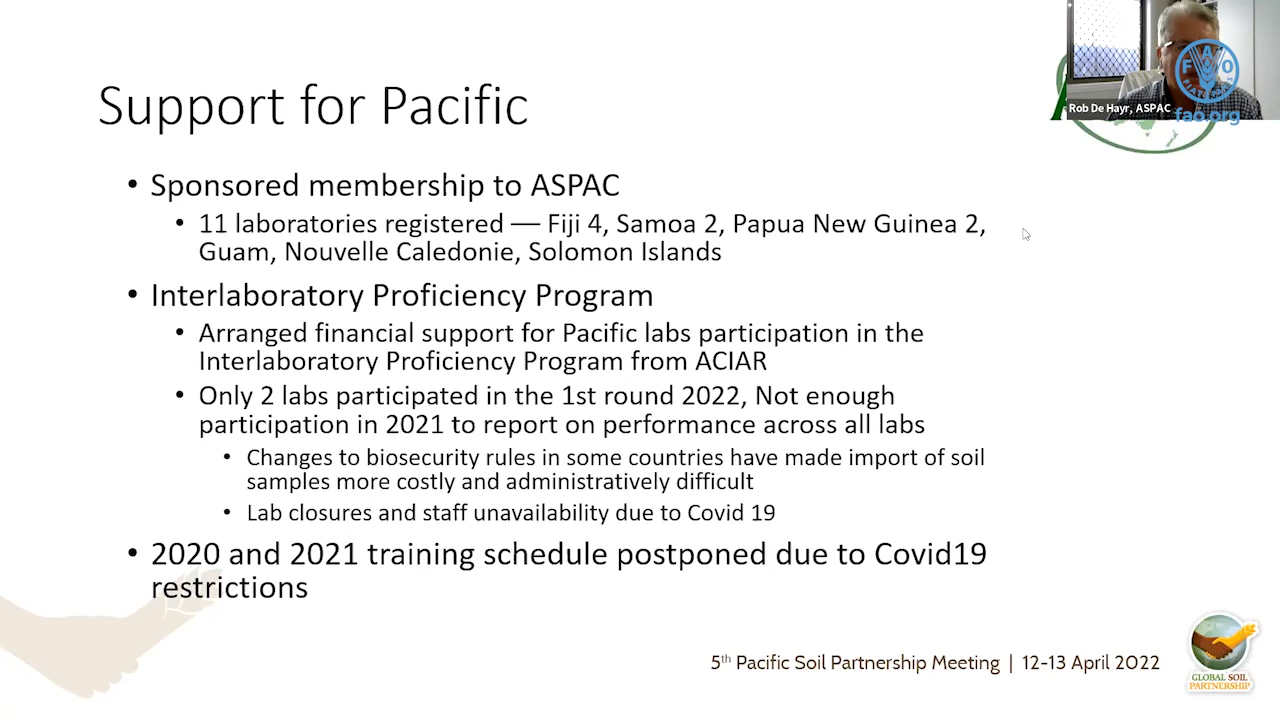 Support for Pacific
Rob De Hayr, ASPAC
F A O
FIAT PANIS
fao.org
• Sponsored membership to ASPAC
• 11 laboratories registered — Fiji 4, Samoa 2, Papua New Guinea 2,
Guam, Nouvelle Caledonie, Solomon Islands
• Interlaboratory Proficiency Program
• Arranged financial support for Pacific labs participation in the
Interlaboratory Proficiency Program from ACIAR
• Only 2 labs participated in the 1st round 2022, Not enough
participation in 2021 to report on performance across all labs
• Changes to biosecurity rules in some countries have made import of soil
samples more costly and administratively difficult
• Lab closures and staff unavailability due to Covid 19
• 2020 and 2021 training schedule postponed due to Covid19
restrictions
5th Pacific Soil Partnership Meeting | 12-13 April 2022
GLOBAL SOIL
PARTNERSHIP